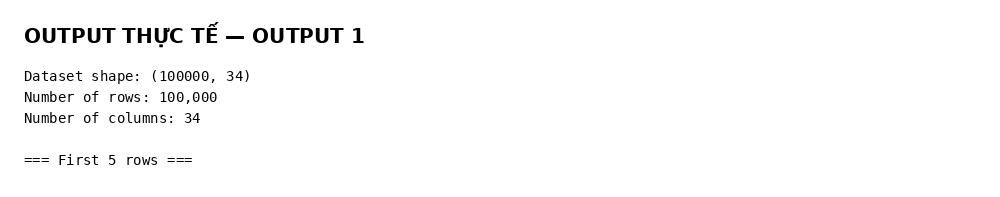 OUTPUT THỰC TẾ — OUTPUT 1
Dataset shape: (100000, 34)
Number of rows: 100,000
Number of columns: 34
=== First 5 rows ===